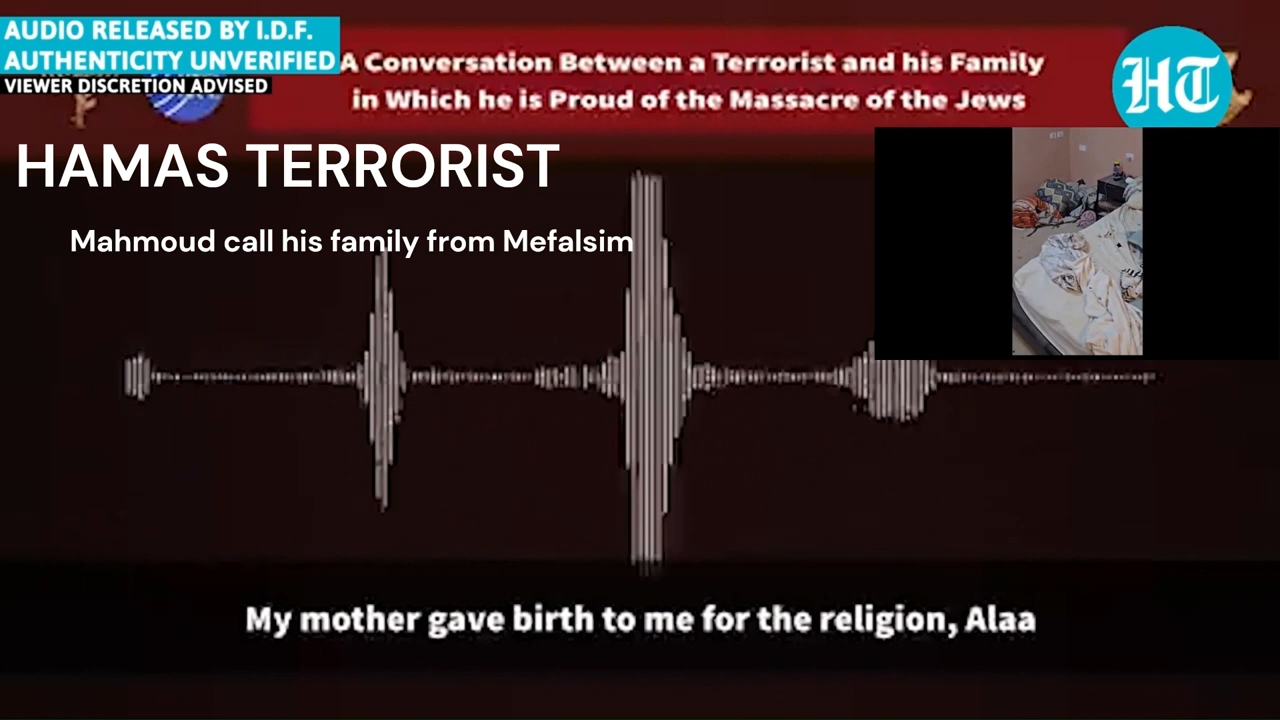 AUDIO RELEASED BY I.D.F.
AUTHENTICITY UNVERIFIED
VIEWER DISCRETION ADVISED
A Conversation Between a Terrorist and his Family
in Which he is Proud of the Massacre of the Jews
HT
HAMAS TERRORIST
Mahmoud call his family from Mefalsim
My mother gave birth to me for the religion, Alaa